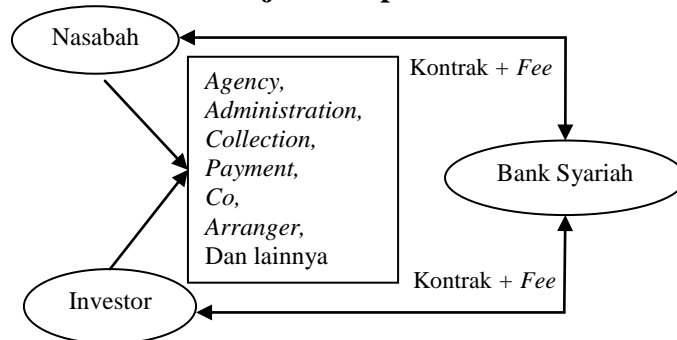 Nasabah
Kontrak + Fee
Agency,
Administration,
Collection,
Payment,
Co,
Arranger,
Dan lainnya
Bank Syariah
Kontrak + Fee
Investor